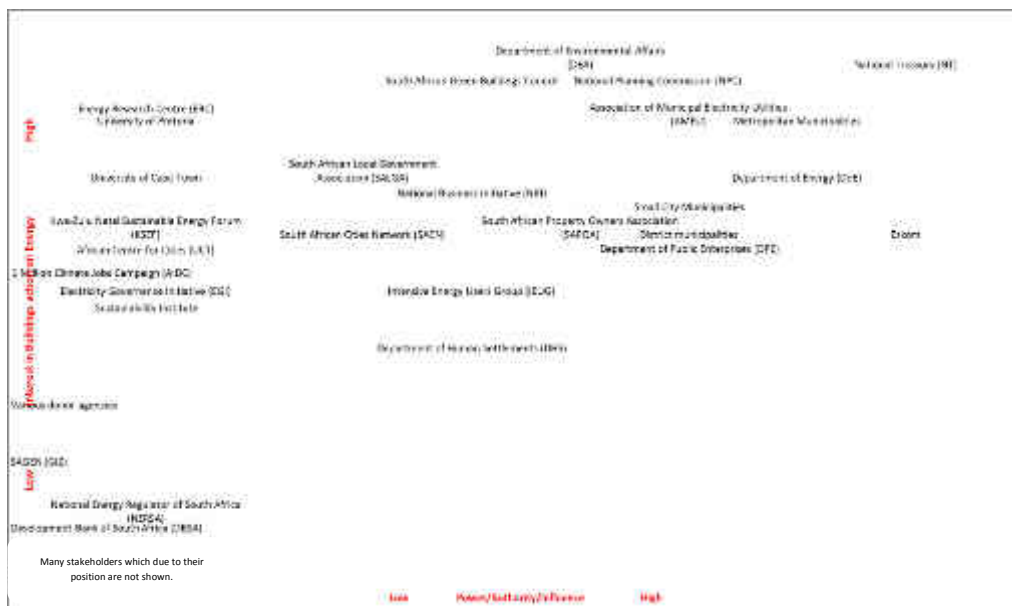 Department of Environmental Affairs
(DEA)
National Treasury (NT)
South African Green Buildings Council
National Planning Commission (NPC)
Energy Research Centre (ERC)
University of Pretoria
Association of Municipal Electricity Utilities
(AMEU)
Metropolitan Municipalities
High
South African Local Government
Association (SALGA)
University of Cape Town
Department of Energy (DoE)
National Business Initiative (NBI)
Small City Municipalities
KwaZulu Natal Sustainable Energy Forum
(KSEF)
South African Property Owners Association
(SAPOA)
South African Cities Network (SACN)
District municipalities
Eskom
African Centre for Cities (UCT)
Department of Public Enterprises (DPE)
1 Million Climate Jobs Campaign (AIDC)
Electricity Governance Initiative (EGI)
Intensive Energy Users Group (IEUG)
Sustainability Institute
Interest in Buildings action on Energy
Department of Human Settlements (DHS)
Various donor agencies
SAGEN (GIZ)
Low
National Energy Regulator of South Africa
(NERSA)
Development Bank of South Africa (DBSA)
Many stakeholders which due to their
position are not shown.
Low
Power/Authority/Influence
High